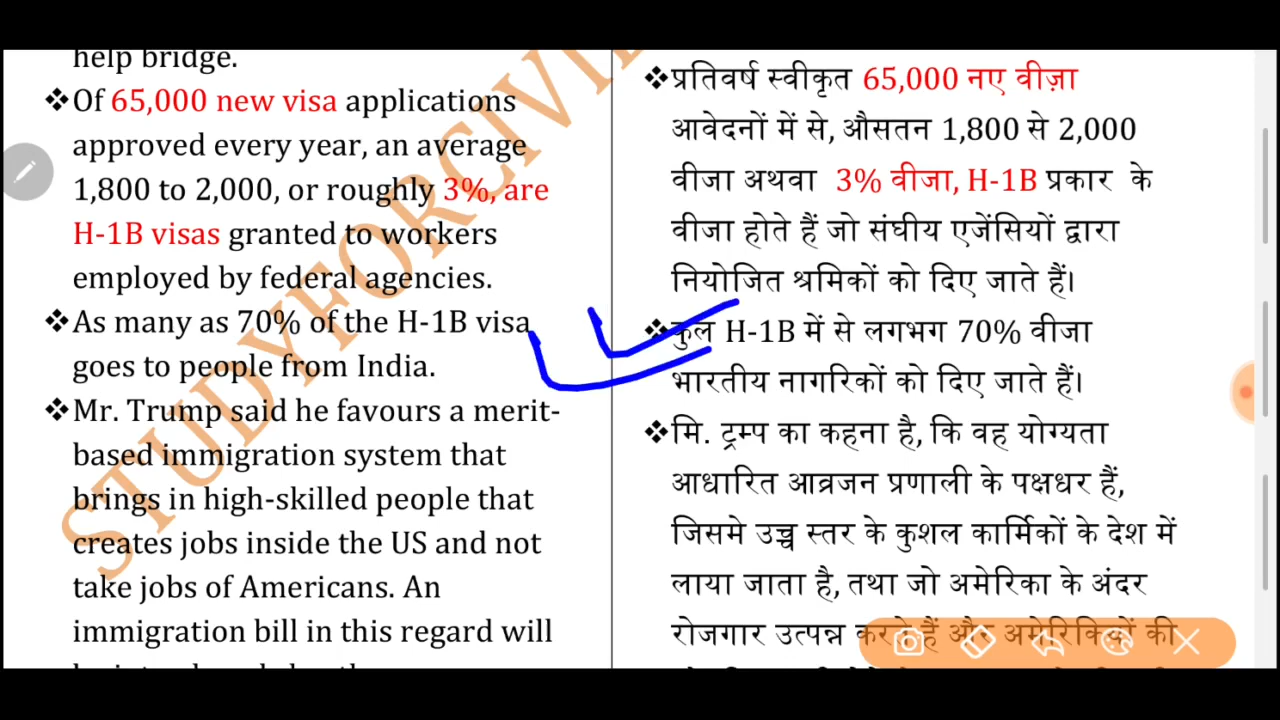 help bridge.
❖Of 65,000 new visa applications
approved every year, an average
1,800 to 2,000, or roughly 3%, are
H-1B visas granted to workers
employed by federal agencies.
❖As many as 70% of the H-1B visa
goes to people from India.
❖Mr. Trump said he favours a merit-
based immigration system that
brings in high-skilled people that
creates jobs inside the US and not
take jobs of Americans. An
immigration bill in this regard will
❖प्रतिवर्ष स्वीकृत 65,000 नए वीज़ा
आवेदनों में से, औसतन 1,800 से 2,000
वीजा अथवा 3% वीजा, H-1B प्रकार के
वीजा होते हैं जो संघीय एजेंसियों द्वारा
नियोजित श्रमिकों को दिए जाते हैं।
❖कुल H-1B में से लगभग 70% वीजा
भारतीय नागरिकों को दिए जाते हैं।
❖मि. ट्रम्प का कहना है, कि वह योग्यता
आधारित आव्रजन प्रणाली के पक्षधर हैं,
जिसमे उच्च स्तर के कुशल कार्मिकों के देश में
लाया जाता है, तथा जो अमेरिका के अंदर
रोजगार उत्पन्न करते हैं और अमेरिकियों की
STUDYFORCIVI